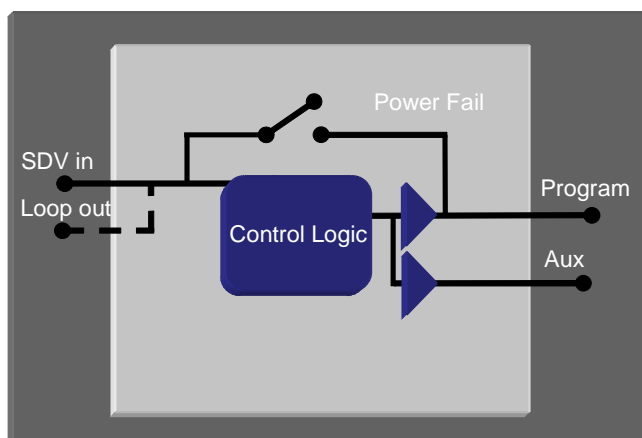 Power Fail
SDV in
Loop out
Control Logic
Program
Aux